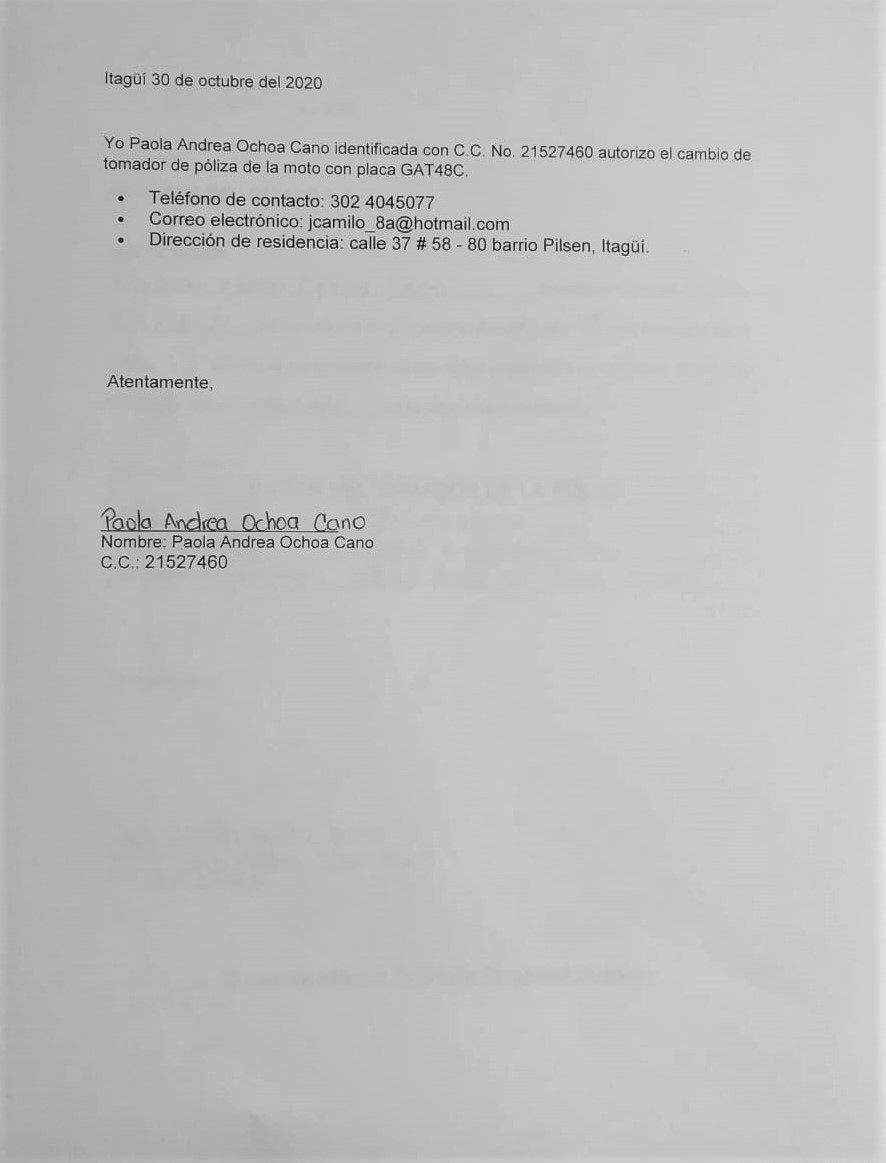 Itagüí 30 de octubre del 2020
Yo Paola Andrea Ochoa Cano identificada con C.C. No. 21527460 autorizo el cambio de
tomador de póliza de la moto con placa GAT48C.
• Teléfono de contacto: 302 4045077
• Correo electrónico: jcamilo_8a@hotmail.com
• Dirección de residencia: calle 37 # 58 - 80 barrio Pilsen, Itagüí.
Atentamente,
Paola Andrea Ochoa Cano
Nombre: Paola Andrea Ochoa Cano
C.C.: 21527460